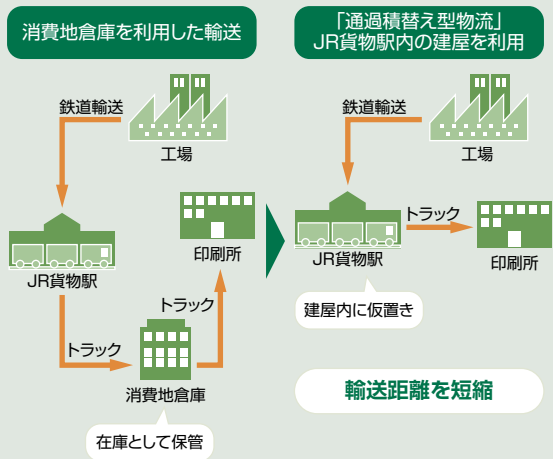 消費地倉庫を利用した輸送
鉄道輸送
工場
印刷所
JR貨物駅
トラック
トラック
消費地倉庫
在庫として保管
「通過積替え型物流」
JR貨物駅内の建屋を利用
鉄道輸送
工場
トラック
JR貨物駅
印刷所
建屋内に仮置き
輸送距離を短縮